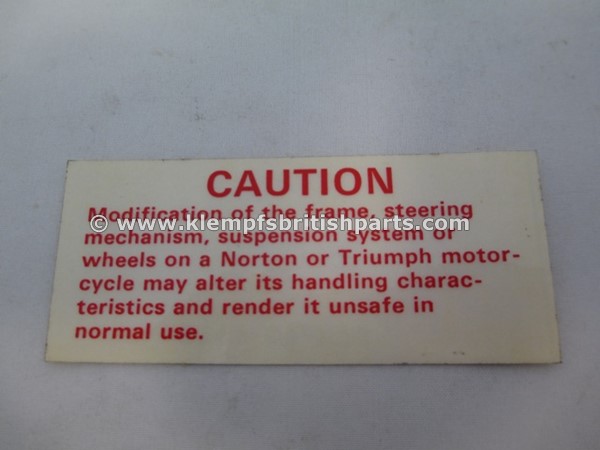 CAUTION
Modification of the frame, steering
© www.klempfsbritishparts.com
mechanism, suspension system or
wheels on a Norton or Triumph motor-
cycle may alter its handling charac-
teristics and render it unsafe in
normal use.